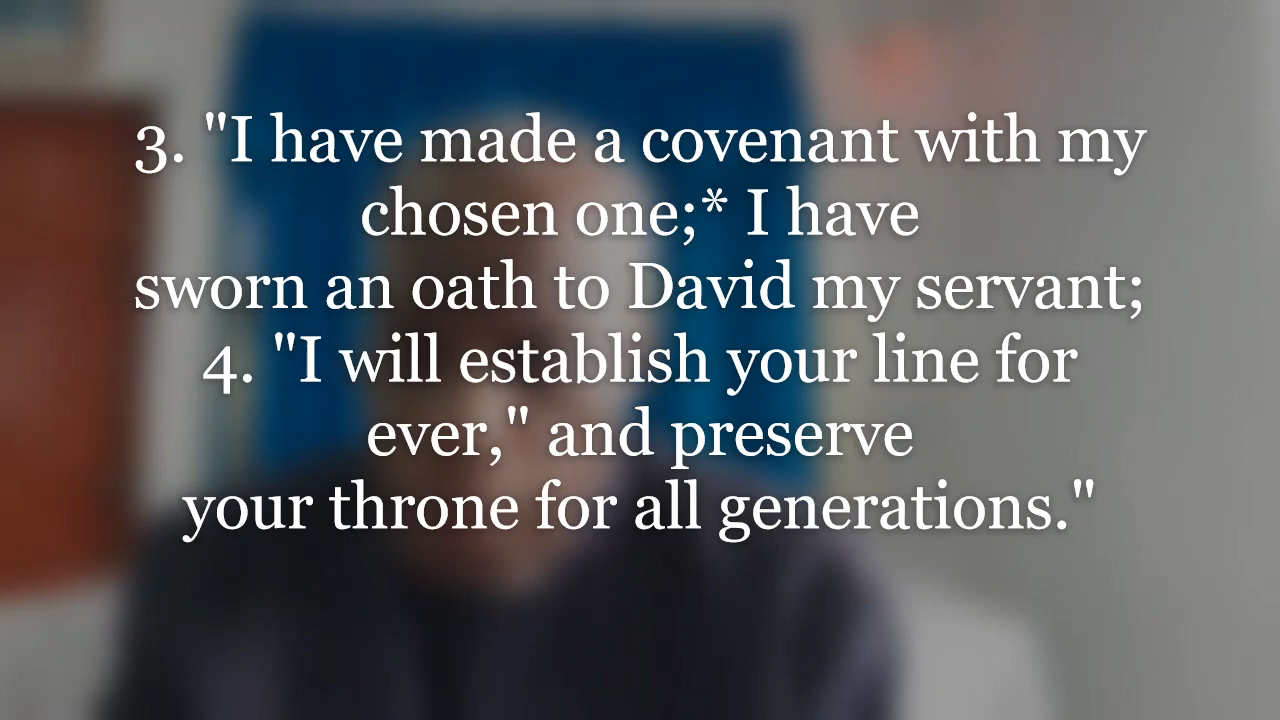 3. "I have made a covenant with my
chosen one;* I have
sworn an oath to David my servant;
4. "I will establish your line for
ever," and preserve
your throne for all generations."